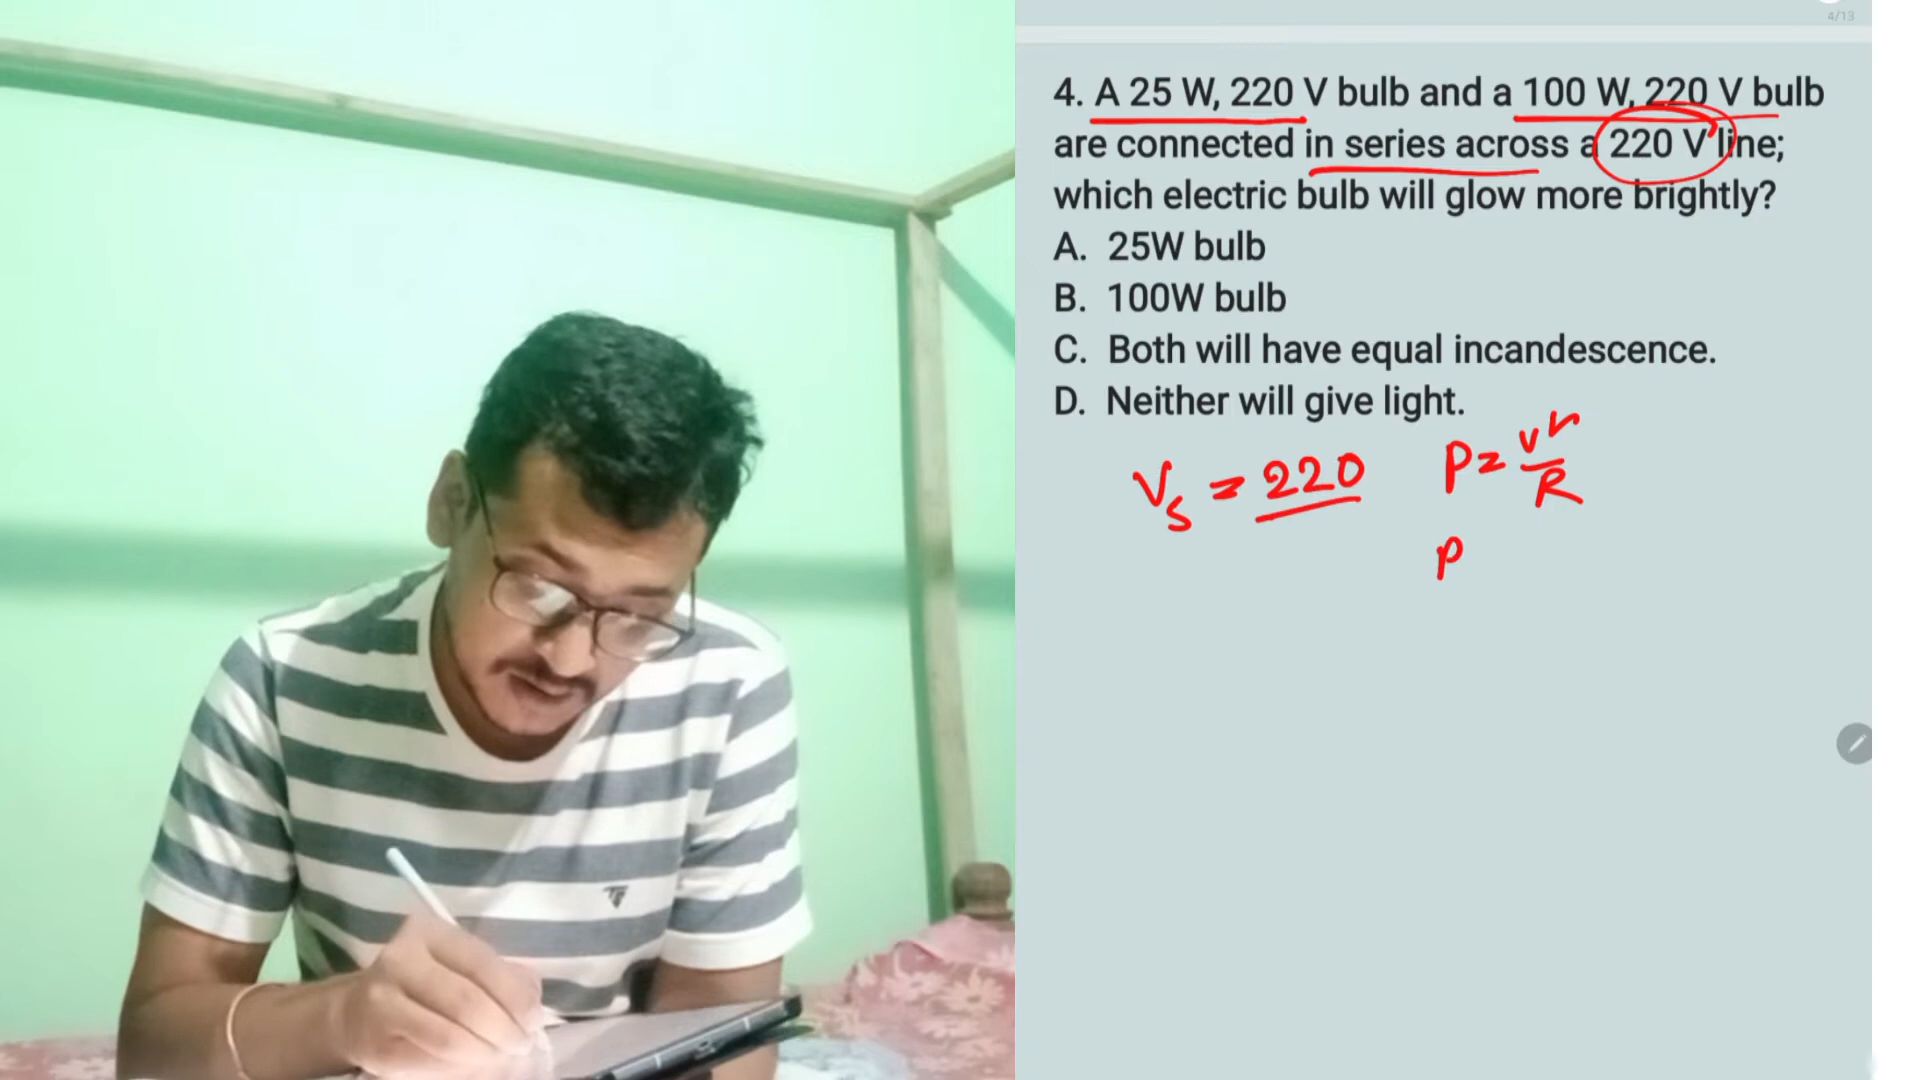 4/13
4. A 25 W, 220 V bulb and a 100 W, 220 V bulb
are connected in series across a 220 V line;
which electric bulb will glow more brightly?
A. 25W bulb
B. 100W bulb
C. Both will have equal incandescence.
D. Neither will give light.
Vs = 220
P = V²/R
P